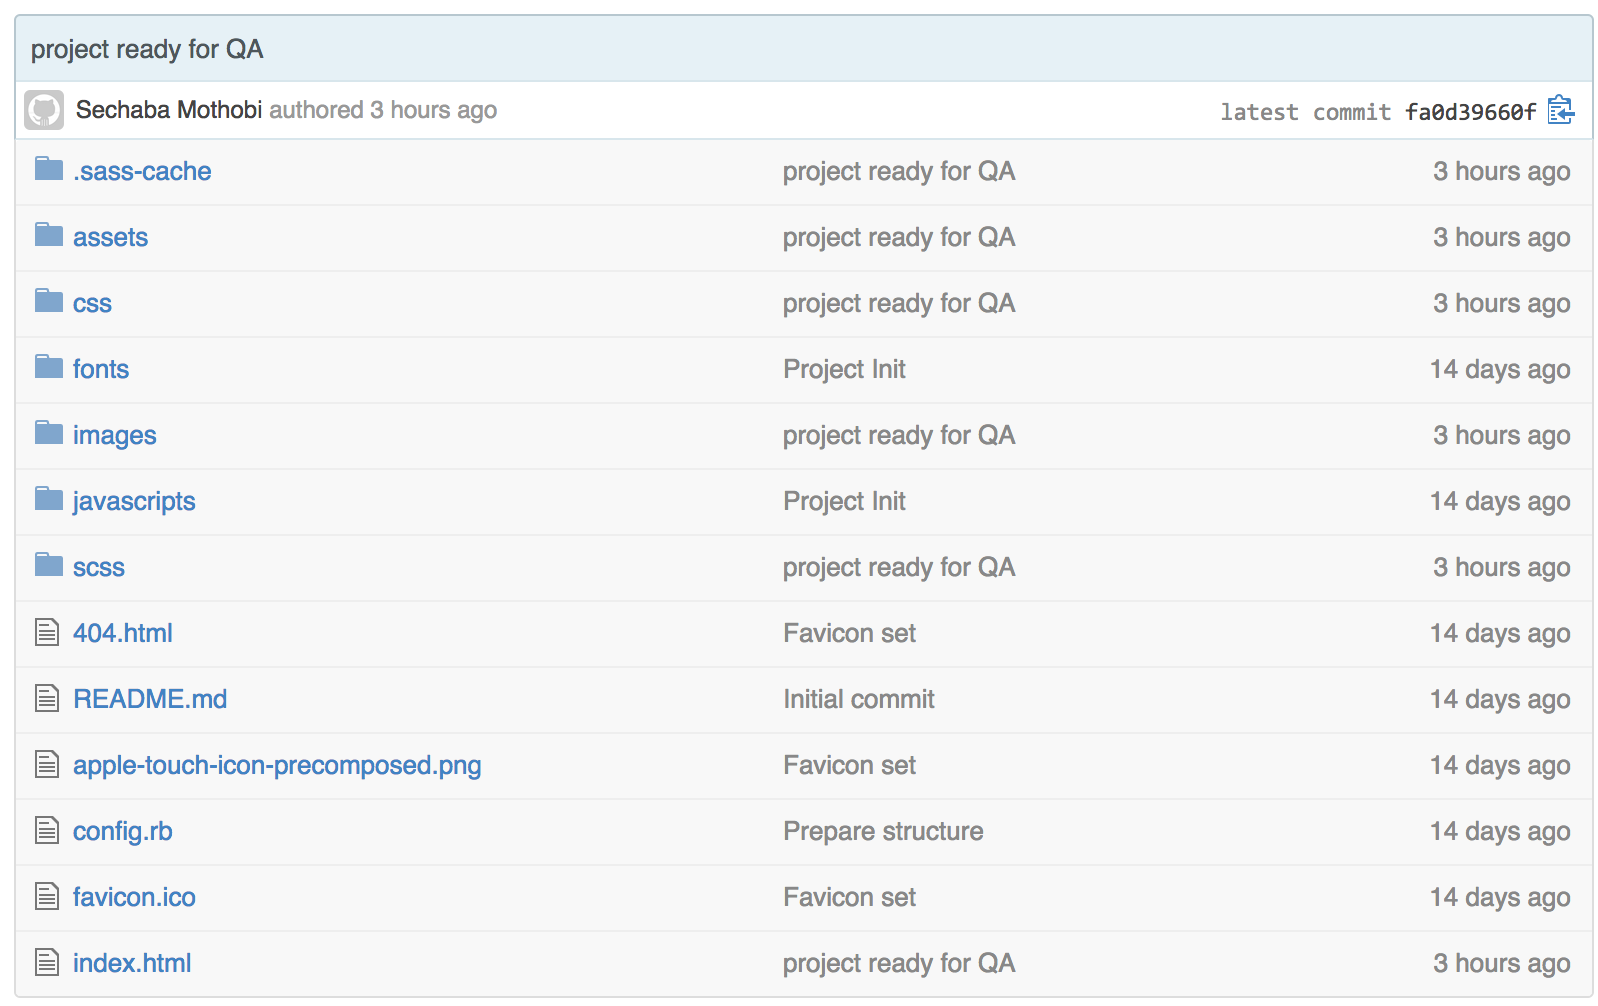 project ready for QA
Sechaba Mothobi authored 3 hours ago latest commit fa0d39660f
.sass-cache project ready for QA 3 hours ago
assets project ready for QA 3 hours ago
css project ready for QA 3 hours ago
fonts Project Init 14 days ago
images project ready for QA 3 hours ago
javascripts Project Init 14 days ago
scss project ready for QA 3 hours ago
404.html Favicon set 14 days ago
README.md Initial commit 14 days ago
apple-touch-icon-precomposed.png Favicon set 14 days ago
config.rb Prepare structure 14 days ago
favicon.ico Favicon set 14 days ago
index.html project ready for QA 3 hours ago